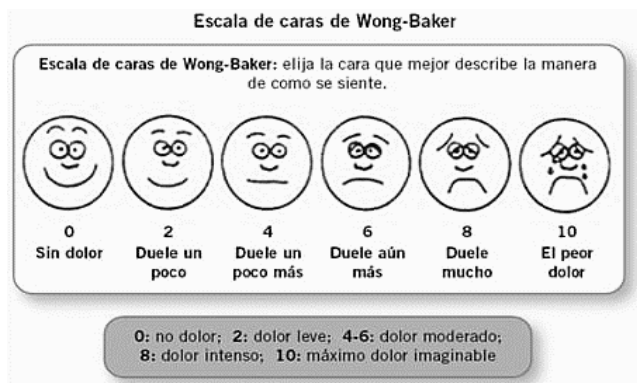 Escala de caras de Wong-Baker
Escala de caras de Wong-Baker: elija la cara que mejor describe la manera
de como se siente.
0 2 4 6 8 10
Sin dolor Duele un Duele un Duele aún Duele El peor
poco poco más más mucho dolor
0: no dolor; 2: dolor leve; 4-6: dolor moderado;
8: dolor intenso; 10: máximo dolor imaginable